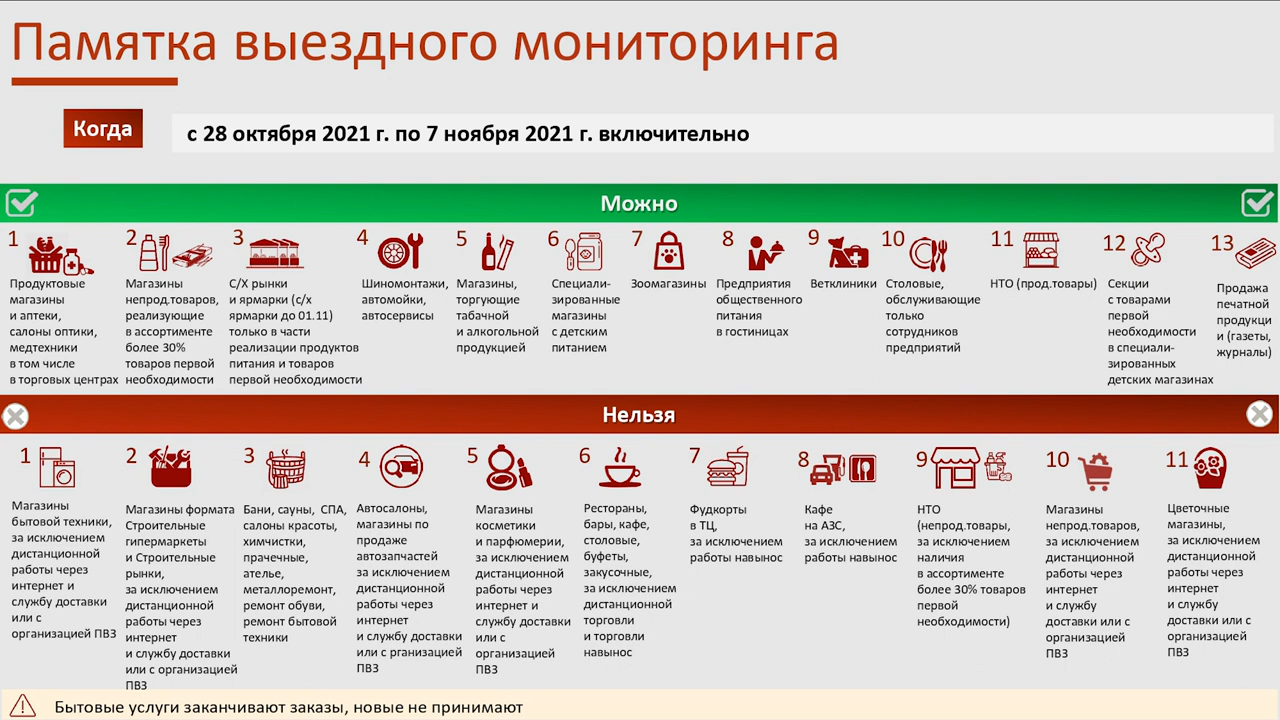 Памятка выездного мониторинга
Когда
с 28 октября 2021 г. по 7 ноября 2021 г. включительно
Можно
1
Продуктовые
магазины
и аптеки,
салоны оптики,
медтехники
в том числе
в торговых центрах
2
Магазины
непрод.товаров,
реализующие
в ассортименте
более 30%
товаров первой
необходимости
3
С/Х рынки
и ярмарки (с/х
ярмарки до 01.11)
только в части
реализации продуктов
питания и товаров
первой необходимости
4
Шиномонтажи,
автомойки,
автосервисы
5
Магазины,
торгующие
табачной
и алкогольной
продукцией
6
Специали-
зированные
магазины
с детским
питанием
7
Зоомагазины
8
Предприятия
общественного
питания
в гостиницах
9
Ветклиники
10
Столовые,
обслуживающие
только
сотрудников
предприятий
11
НТО (прод.товары)
12
Секции
с товарами
первой
необходимости
в специали-
зированных
детских магазинах
13
Продажа
печатной
продукци
и (газеты,
журналы)
Нельзя
1
Магазины
бытовой техники,
за исключением
дистанционной
работы через
интернет и
службу доставки
или с
организацией ПВЗ
2
Магазины формата
Строительные
гипермаркеты
и Строительные
рынки,
за исключением
дистанционной
работы через
интернет
и службу доставки
или с организацией
ПВЗ
3
Бани, сауны, СПА,
салоны красоты,
химчистки,
прачечные,
ателье,
металлоремонт,
ремонт обуви,
ремонт бытовой
техники
4
Автосалоны,
магазины по
продаже
автозапчастей
за исключением
дистанционной
работы через
интернет
и службу доставки
или с рганизацией
ПВЗ
5
Магазины
косметики
и парфюмерии,
за исключением
дистанционной
работы через
интернет и
службу доставки
или с
организацией
ПВЗ
6
Рестораны,
бары, кафе,
столовые,
буфеты,
закусочные,
за исключением
дистанционной
торговли
и торговли
навынос
7
Фудкорты
в ТЦ,
за исключением
работы навынос
8
Кафе
на АЗС,
за исключением
работы навынос
9
НТО
(непрод.товары,
за исключением
наличия
в ассортименте
более 30% товаров
первой
необходимости)
10
Магазины
непрод.товаров,
за исключением
дистанционной
работы через
интернет
и службу
доставки или с
организацией
ПВЗ
11
Цветочные
магазины,
за исключением
дистанционной
работы через
интернет
и службу
доставки или с
организацией
ПВЗ
Бытовые услуги заканчивают заказы, новые не принимают